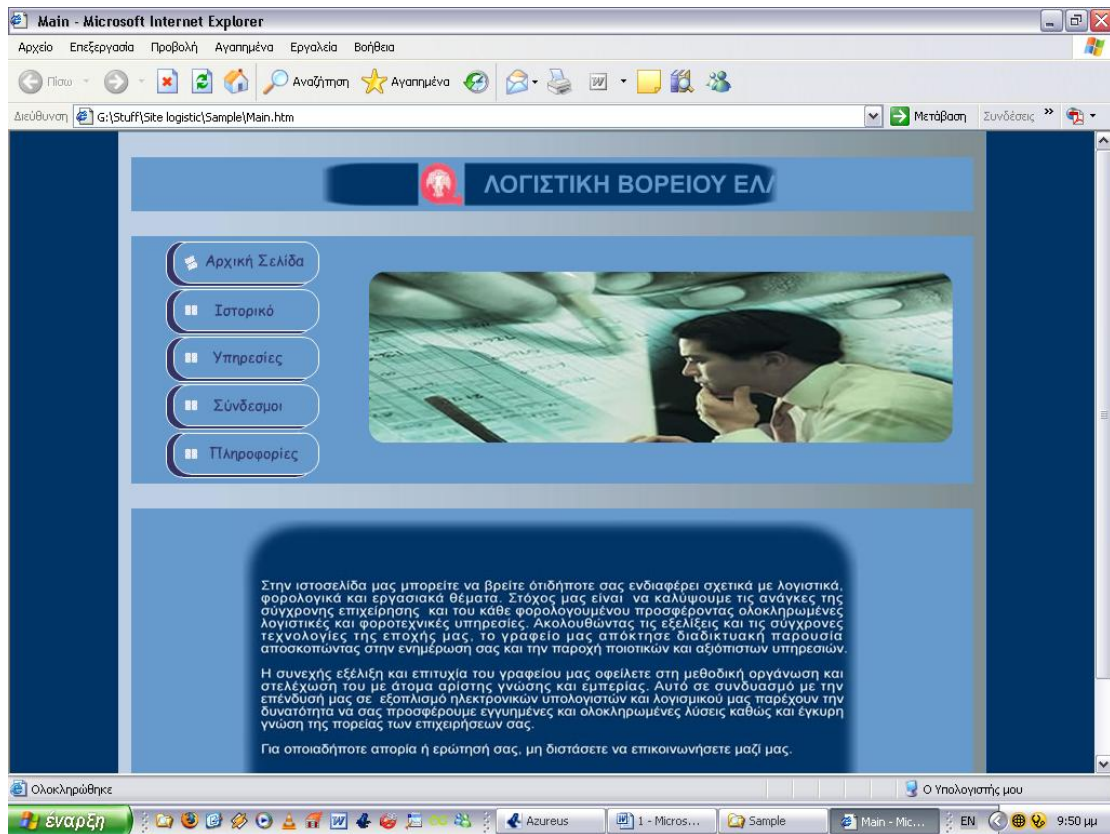 Main - Microsoft Internet Explorer
Αρχείο Επεξεργασία Προβολή Αγαπημένα Εργαλεία Βοήθεια
Πίσω Αναζήτηση Αγαπημένα
Διεύθυνση G:\Stuff\Site logistic\Sample\Main.htm Μετάβαση Συνδέσεις »
ΛΟΓΙΣΤΙΚΗ ΒΟΡΕΙΟΥ ΕΛΛ
Αρχική Σελίδα
Ιστορικό
Υπηρεσίες
Σύνδεσμοι
Πληροφορίες
Στην ιστοσελίδα μας μπορείτε να βρείτε ότιδήποτε σας ενδιαφέρει σχετικά με λογιστικά,
φορολογικά και εργασιακά θέματα. Στόχος μας είναι να καλύψουμε τις ανάγκες της
σύγχρονης επιχείρησης και του κάθε φορολογουμένου προσφέροντας ολοκληρωμένες
λογιστικές και φοροτεχνικές υπηρεσίες. Ακολουθώντας τις εξελίξεις και τις σύγχρονες
τεχνολογίες της εποχής μας, το γραφείο μας απόκτησε διαδικτυακή παρουσία
αποσκοπώντας στην ενημέρωση σας και την παροχή ποιοτικών και αξιόπιστων υπηρεσιών.
Η συνεχής εξέλιξη και επιτυχία του γραφείου μας οφείλετε στη μεθοδική οργάνωση και
στελέχωση του με άτομα αρίστης γνώσης και εμπερίας. Αυτό σε συνδυασμό με την
επένδυσή μας σε εξοπλισμό ηλεκτρονικών υπολογιστών και λογισμικού μας παρέχουν την
δυνατότητα να σας προσφέρουμε εγγυημένες και ολοκληρωμένες λύσεις καθώς και έγκυρη
γνώση της πορείας των επιχειρήσεων σας.
Για οποιαδήποτε απορία ή ερώτησή σας, μη διστάσετε να επικοινωνήσετε μαζί μας.
Ολοκληρώθηκε Ο Υπολογιστής μου
έναρξη Azureus 1 - Micros... Sample Main - Mic... EN 9:50 μμ